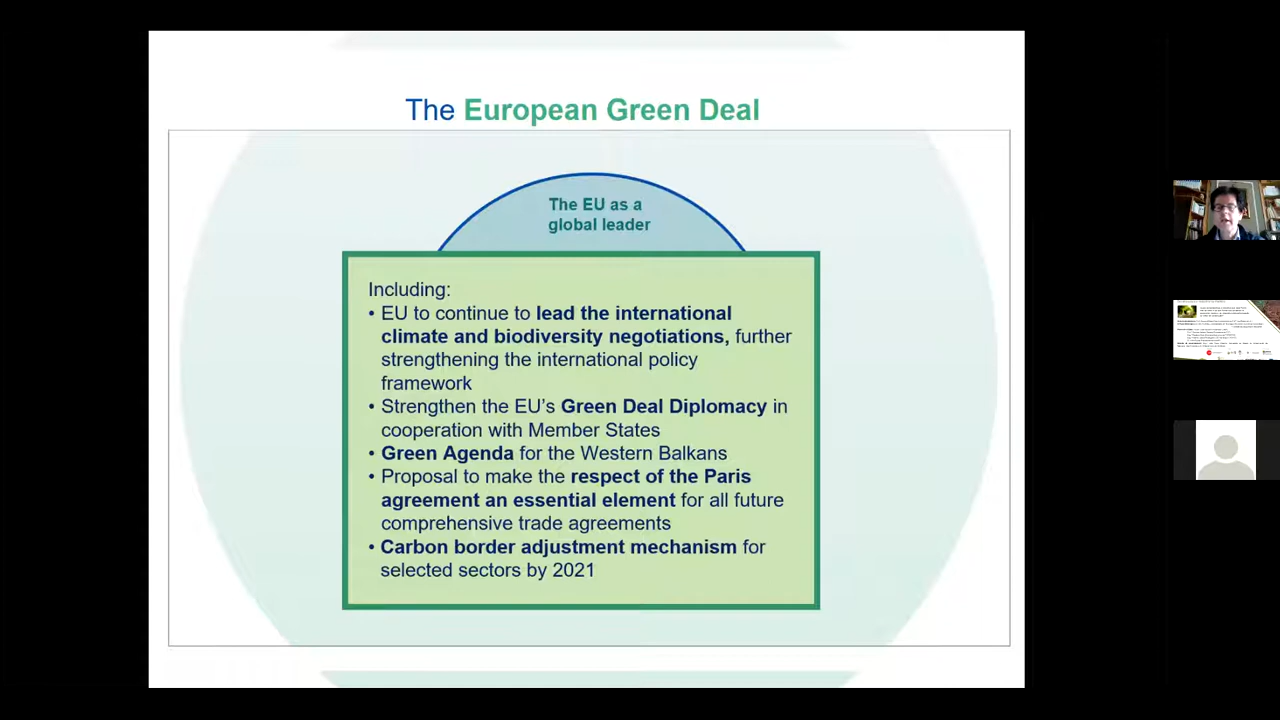 The European Green Deal
The EU as a
global leader
Including:
• EU to continue to lead the international
climate and biodiversity negotiations, further
strengthening the international policy
framework
• Strengthen the EU’s Green Deal Diplomacy in
cooperation with Member States
• Green Agenda for the Western Balkans
• Proposal to make the respect of the Paris
agreement an essential element for all future
comprehensive trade agreements
• Carbon border adjustment mechanism for
selected sectors by 2021